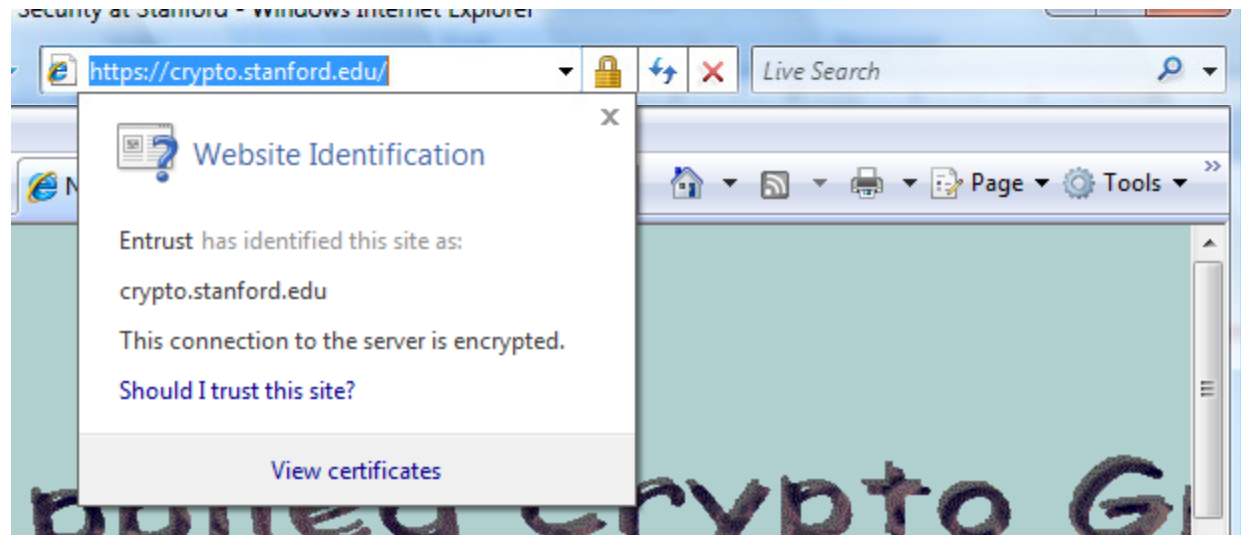 Security at Stanford - Windows Internet Explorer
https://crypto.stanford.edu/
Live Search
Website Identification
Page
Tools
Entrust has identified this site as:
crypto.stanford.edu
This connection to the server is encrypted.
Should I trust this site?
View certificates
Crypto